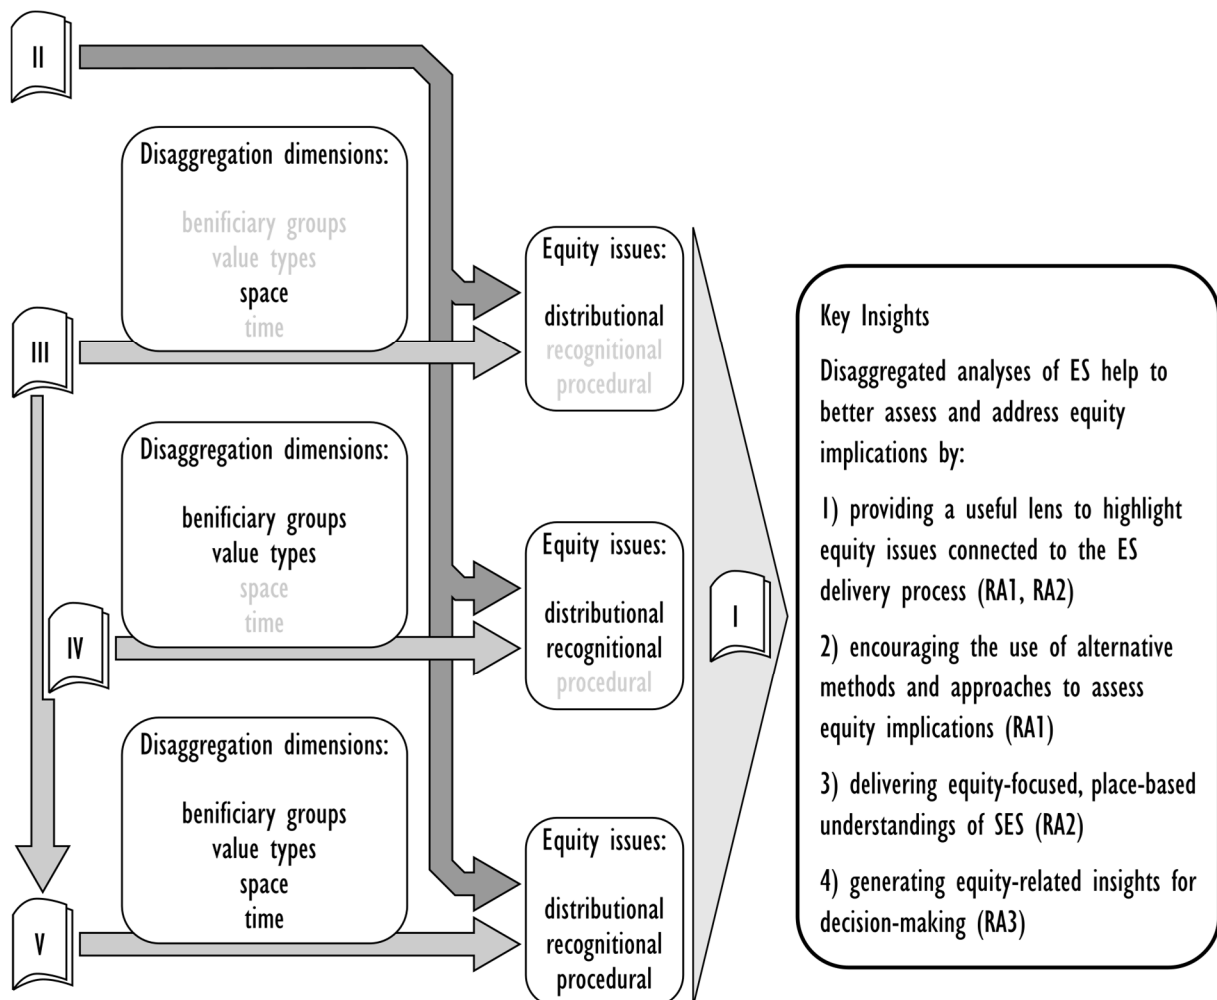 II
Disaggregation dimensions:
benificiary groups
value types
space
time
III
Equity issues:
distributional
recognitional
procedural
Disaggregation dimensions:
benificiary groups
value types
space
time
IV
Equity issues:
distributional
recognitional
procedural
Disaggregation dimensions:
benificiary groups
value types
space
time
V
Equity issues:
distributional
recognitional
procedural
I
Key Insights
Disaggregated analyses of ES help to
better assess and address equity
implications by:
1) providing a useful lens to highlight
equity issues connected to the ES
delivery process (RA1, RA2)
2) encouraging the use of alternative
methods and approaches to assess
equity implications (RA1)
3) delivering equity-focused, place-based
understandings of SES (RA2)
4) generating equity-related insights for
decision-making (RA3)